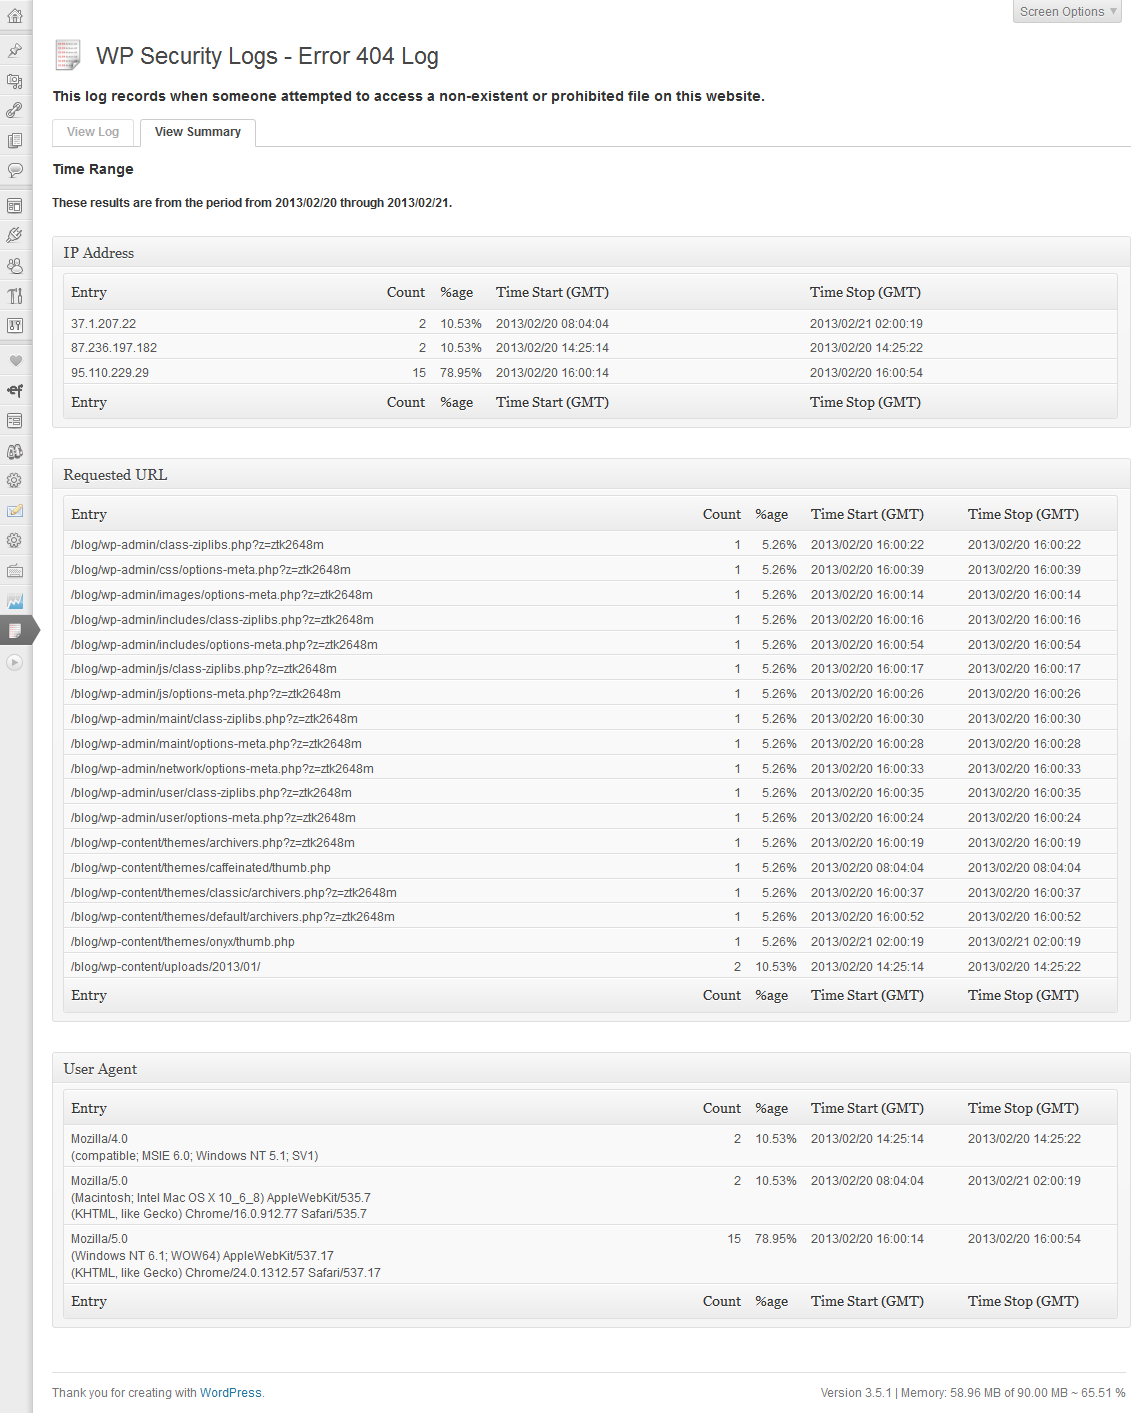 Screen Options
WP Security Logs - Error 404 Log
This log records when someone attempted to access a non-existent or prohibited file on this website.
View Log View Summary
Time Range
These results are from the period from 2013/02/20 through 2013/02/21.
IP Address
Entry Count %age Time Start (GMT) Time Stop (GMT)
37.1.207.22 2 10.53% 2013/02/20 08:04:04 2013/02/21 02:00:19
87.236.197.182 2 10.53% 2013/02/20 14:25:14 2013/02/20 14:25:22
95.110.229.29 15 78.95% 2013/02/20 16:00:14 2013/02/20 16:00:54
Entry Count %age Time Start (GMT) Time Stop (GMT)
Requested URL
Entry Count %age Time Start (GMT) Time Stop (GMT)
/blog/wp-admin/class-ziplibs.php?z=ztk2648m 1 5.26% 2013/02/20 16:00:22 2013/02/20 16:00:22
/blog/wp-admin/css/options-meta.php?z=ztk2648m 1 5.26% 2013/02/20 16:00:39 2013/02/20 16:00:39
/blog/wp-admin/images/options-meta.php?z=ztk2648m 1 5.26% 2013/02/20 16:00:14 2013/02/20 16:00:14
/blog/wp-admin/includes/class-ziplibs.php?z=ztk2648m 1 5.26% 2013/02/20 16:00:16 2013/02/20 16:00:16
/blog/wp-admin/includes/options-meta.php?z=ztk2648m 1 5.26% 2013/02/20 16:00:54 2013/02/20 16:00:54
/blog/wp-admin/js/class-ziplibs.php?z=ztk2648m 1 5.26% 2013/02/20 16:00:17 2013/02/20 16:00:17
/blog/wp-admin/js/options-meta.php?z=ztk2648m 1 5.26% 2013/02/20 16:00:26 2013/02/20 16:00:26
/blog/wp-admin/maint/class-ziplibs.php?z=ztk2648m 1 5.26% 2013/02/20 16:00:30 2013/02/20 16:00:30
/blog/wp-admin/maint/options-meta.php?z=ztk2648m 1 5.26% 2013/02/20 16:00:28 2013/02/20 16:00:28
/blog/wp-admin/network/options-meta.php?z=ztk2648m 1 5.26% 2013/02/20 16:00:33 2013/02/20 16:00:33
/blog/wp-admin/user/class-ziplibs.php?z=ztk2648m 1 5.26% 2013/02/20 16:00:35 2013/02/20 16:00:35
/blog/wp-admin/user/options-meta.php?z=ztk2648m 1 5.26% 2013/02/20 16:00:24 2013/02/20 16:00:24
/blog/wp-content/themes/archivers.php?z=ztk2648m 1 5.26% 2013/02/20 16:00:19 2013/02/20 16:00:19
/blog/wp-content/themes/caffeinated/thumb.php 1 5.26% 2013/02/20 08:04:04 2013/02/20 08:04:04
/blog/wp-content/themes/classic/archivers.php?z=ztk2648m 1 5.26% 2013/02/20 16:00:37 2013/02/20 16:00:37
/blog/wp-content/themes/default/archivers.php?z=ztk2648m 1 5.26% 2013/02/20 16:00:52 2013/02/20 16:00:52
/blog/wp-content/themes/onyx/thumb.php 1 5.26% 2013/02/21 02:00:19 2013/02/21 02:00:19
/blog/wp-content/uploads/2013/01/ 2 10.53% 2013/02/20 14:25:14 2013/02/20 14:25:22
Entry Count %age Time Start (GMT) Time Stop (GMT)
User Agent
Entry Count %age Time Start (GMT) Time Stop (GMT)
Mozilla/4.0 2 10.53% 2013/02/20 14:25:14 2013/02/20 14:25:22
(compatible; MSIE 6.0; Windows NT 5.1; SV1)
Mozilla/5.0 2 10.53% 2013/02/20 08:04:04 2013/02/21 02:00:19
(Macintosh; Intel Mac OS X 10_6_8) AppleWebKit/535.7
(KHTML, like Gecko) Chrome/16.0.912.77 Safari/535.7
Mozilla/5.0 15 78.95% 2013/02/20 16:00:14 2013/02/20 16:00:54
(Windows NT 6.1; WOW64) AppleWebKit/537.17
(KHTML, like Gecko) Chrome/24.0.1312.57 Safari/537.17
Entry Count %age Time Start (GMT) Time Stop (GMT)
Thank you for creating with WordPress. Version 3.5.1 | Memory: 58.96 MB of 90.00 MB ~ 65.51 %